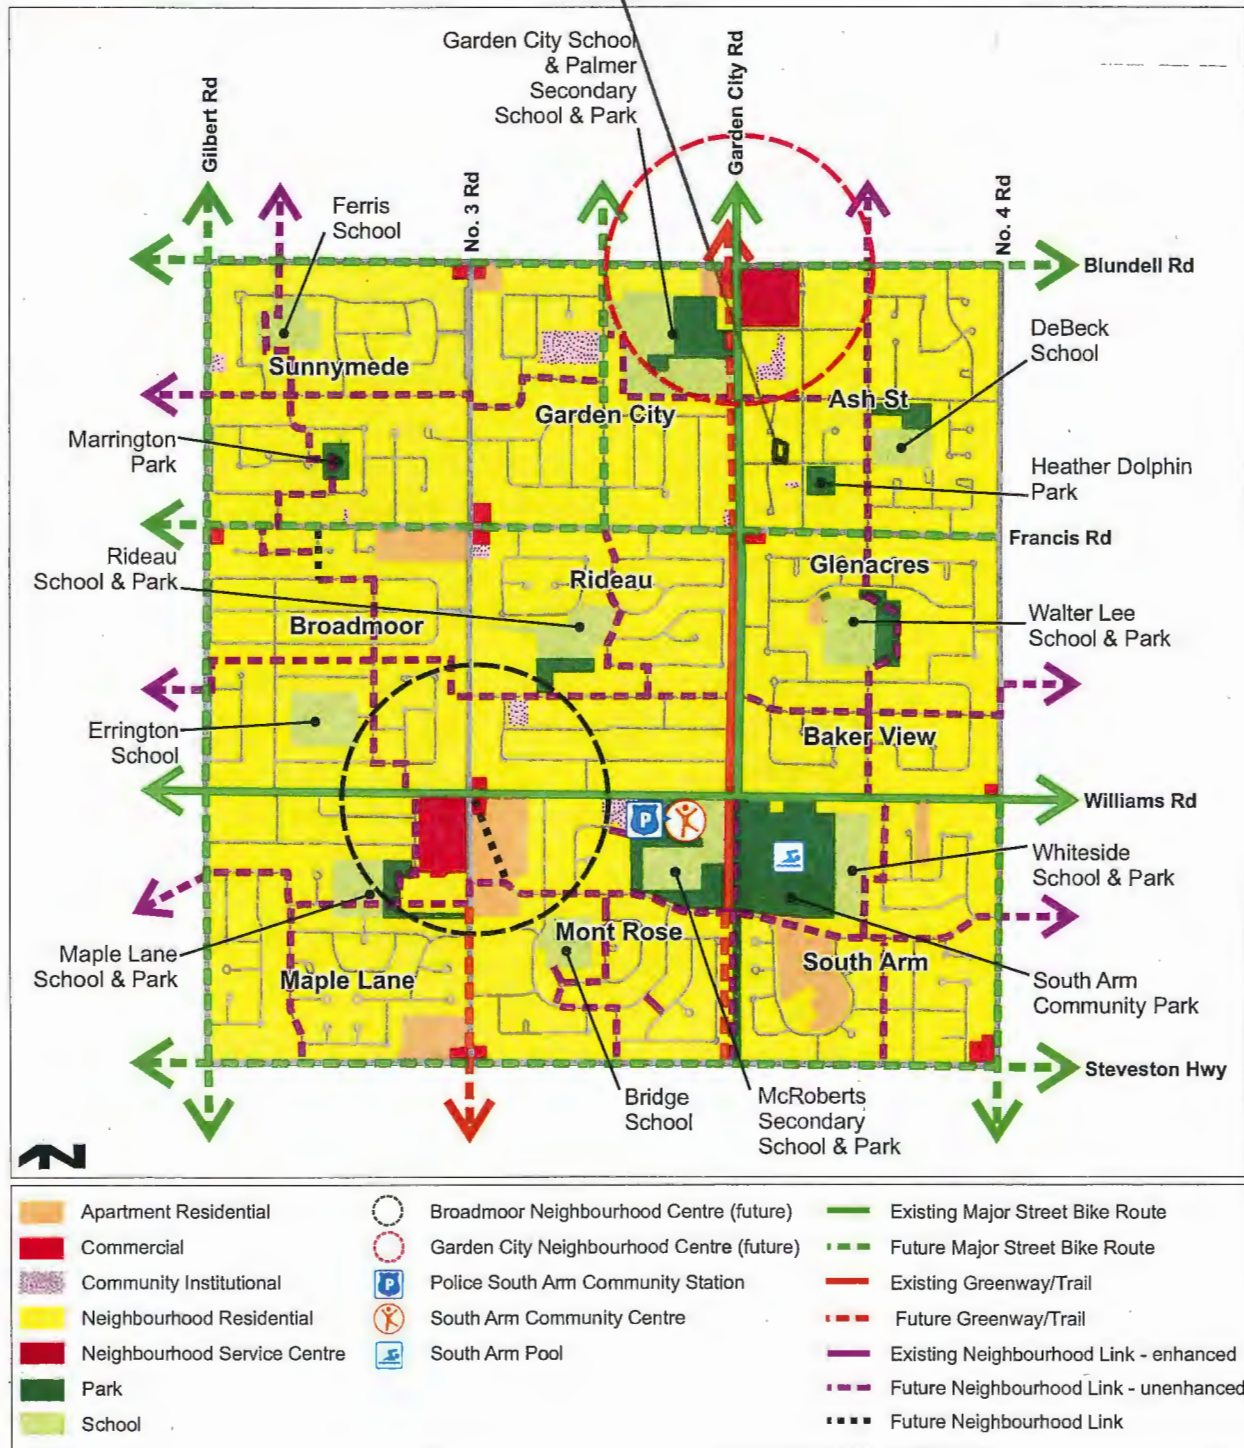 Garden City School
& Palmer
Secondary
School & Park
Gilbert Rd
No. 3 Rd
Garden City Rd
No. 4 Rd
Ferris
School
Blundell Rd
DeBeck
School
Sunnymede
Garden City
Ash St
Marrington
Park
Heather Dolphin
Park
Francis Rd
Rideau
School & Park
Rideau
Glenacres
Broadmoor
Walter Lee
School & Park
Errington
School
Baker View
Williams Rd
P
Whiteside
School & Park
Maple Lane
School & Park
Maple Lane
Mont Rose
South Arm
South Arm
Community Park
Steveston Hwy
Bridge
School
McRoberts
Secondary
School & Park
N
Apartment Residential
Commercial
Community Institutional
Neighbourhood Residential
Neighbourhood Service Centre
Park
School
Broadmoor Neighbourhood Centre (future)
Garden City Neighbourhood Centre (future)
P
Police South Arm Community Station
South Arm Community Centre
South Arm Pool
Existing Major Street Bike Route
Future Major Street Bike Route
Existing Greenway/Trail
Future Greenway/Trail
Existing Neighbourhood Link - enhanced
Future Neighbourhood Link - unenhanced
Future Neighbourhood Link